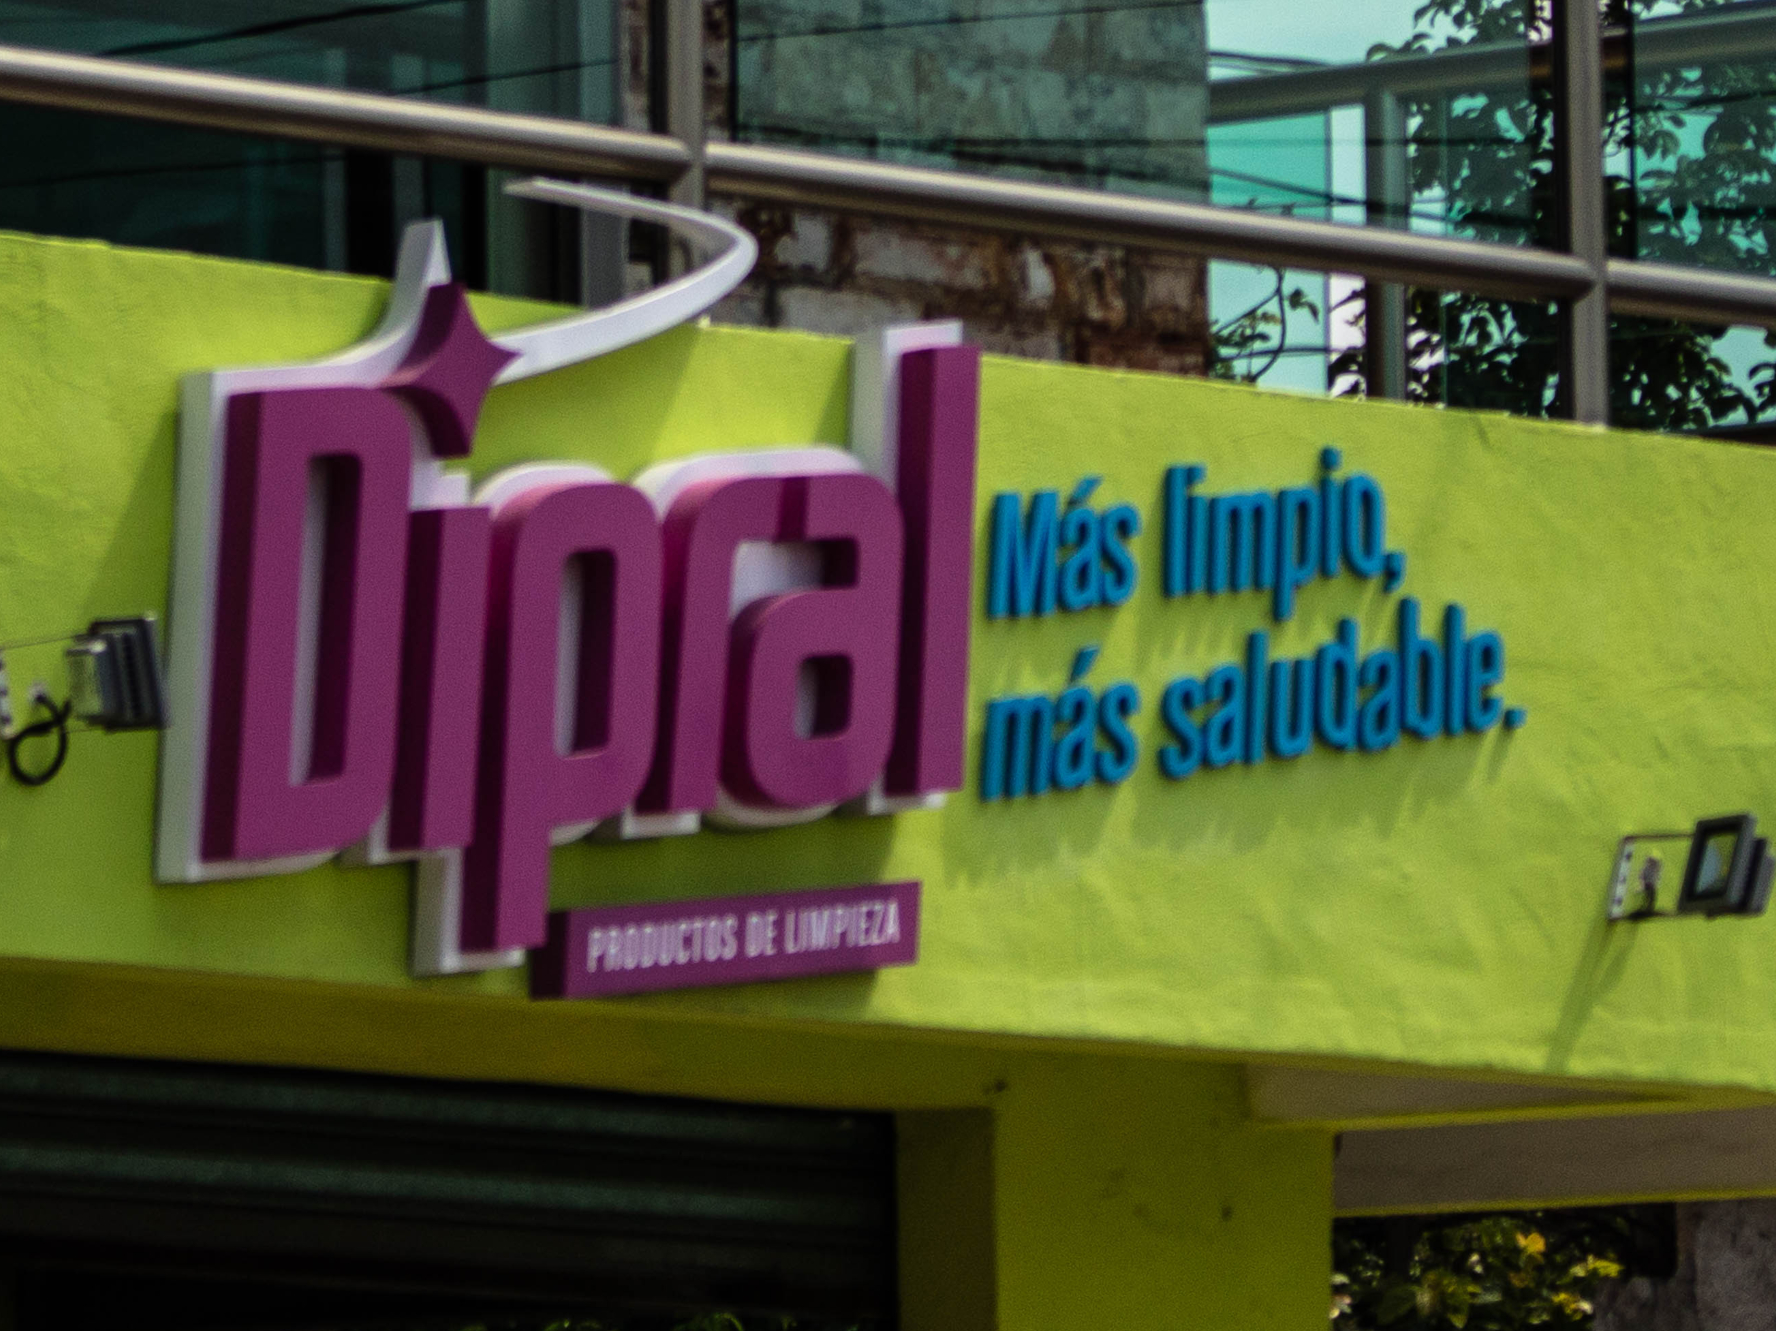 Dipral
Más limpio,
más saludable.
PRODUCTOS DE LIMPIEZA